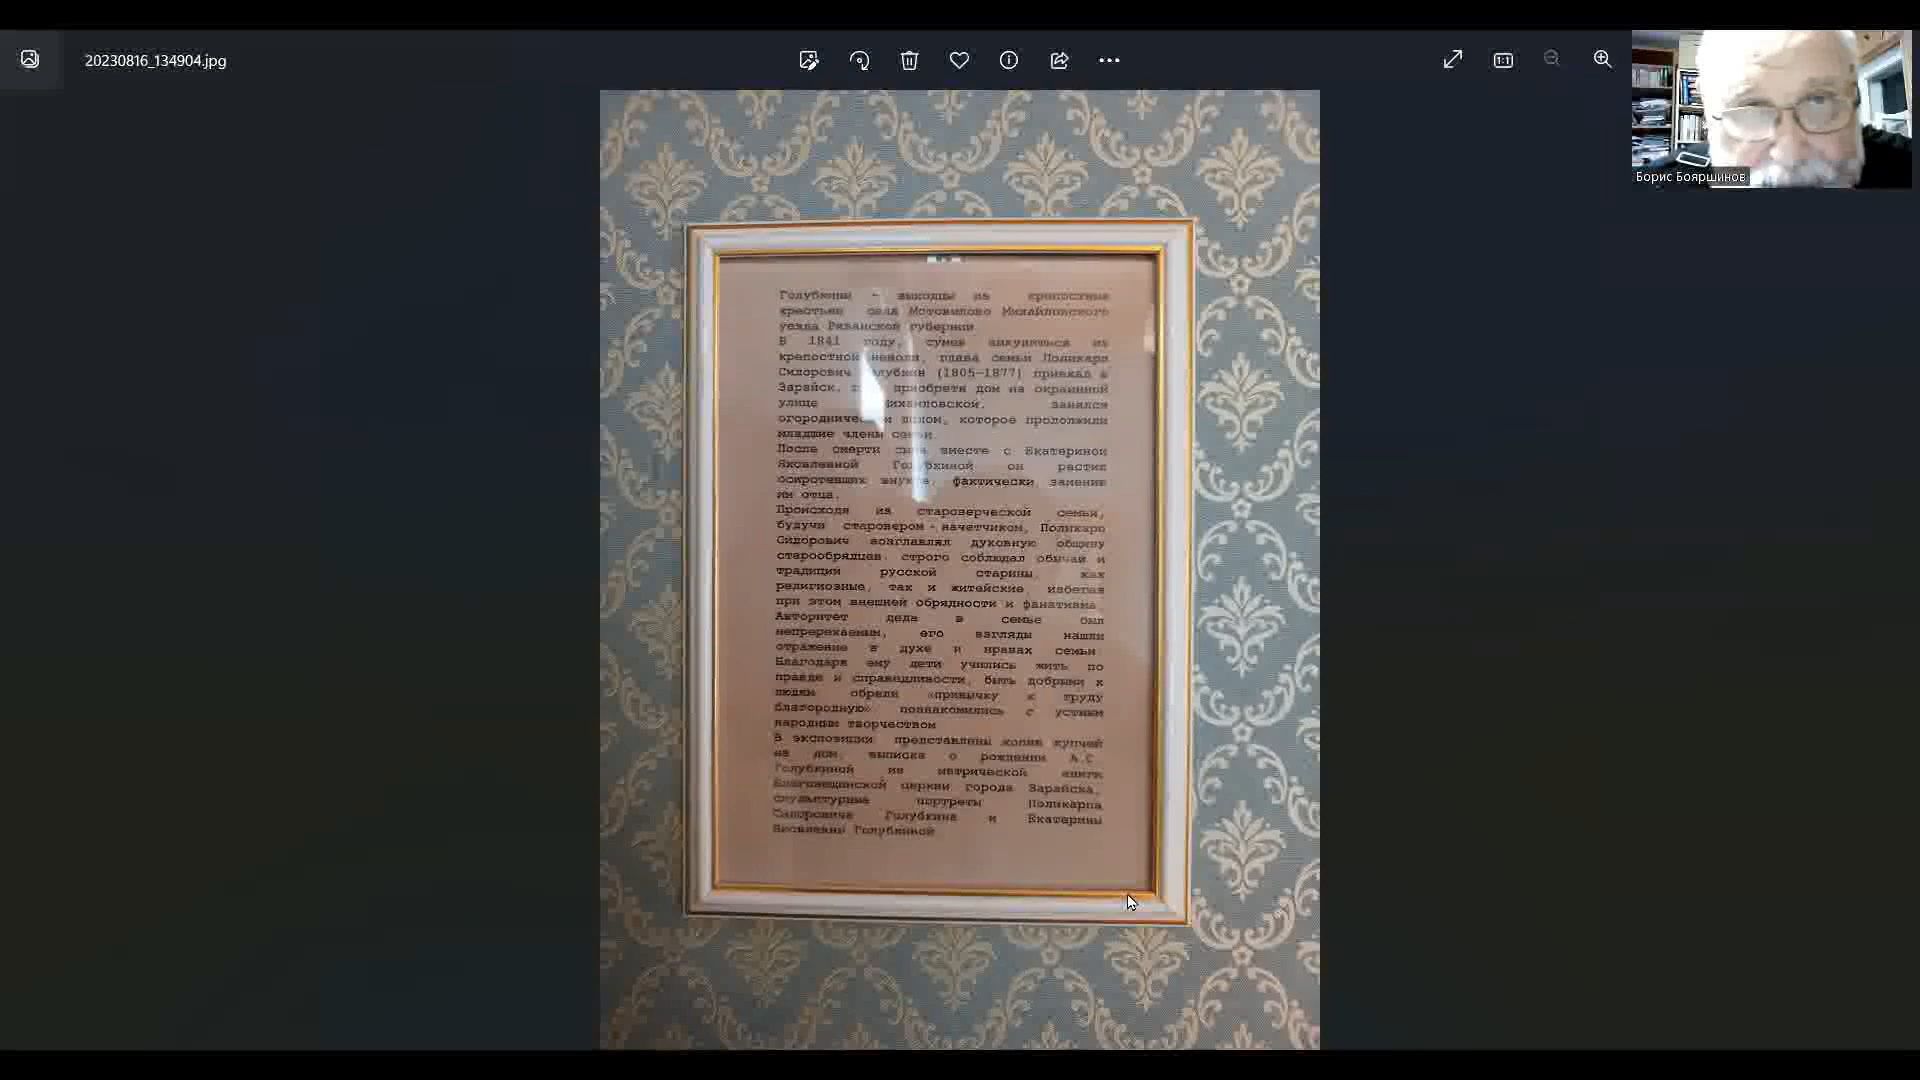 20230816_134904.jpg
Борис Бояршинов
Голубкины - выходцы из крепостных
крестьян села Мотовилово Михайловского
уезда Рязанской губернии.
В 1841 году, сумев выкупиться из
крепостной неволи, глава семьи Поликарп
Сидорович Голубкин (1805-1877) приехал в
Зарайск, приобретя дом на окраинной
улице Михайловской, занялся
огородничеством, которое продолжили
младшие члены семьи.
После смерти сына вместе с Екатериной
Яковлевной Голубкиной он растил
осиротевших внуков, фактически заменив
им отца.
Происходя из староверческой семьи,
будучи старовером-начетчиком, Поликарп
Сидорович возглавлял духовную общину
старообрядцев, строго соблюдал обычаи и
традиции русской старины, как
религиозные, так и житейские, избегая
при этом внешней обрядности и фанатизма.
Авторитет деда в семье был
непререкаемым, его взгляды нашли
отражение в духе и нравах семьи.
Благодаря ему дети учились жить по
правде и справедливости, быть добрыми к
людям обрели «привычку к труду
благородную» познакомились с устным
народным творчеством
В экспозиции представлены копия купчей
на дом, выписка о рождении А.С.
Голубкиной из метрической книги
Благовещенской церкви города Зарайска,
скульптурные портреты Поликарпа
Сидоровича Голубкина и Екатерины
Яковлевны Голубкиной